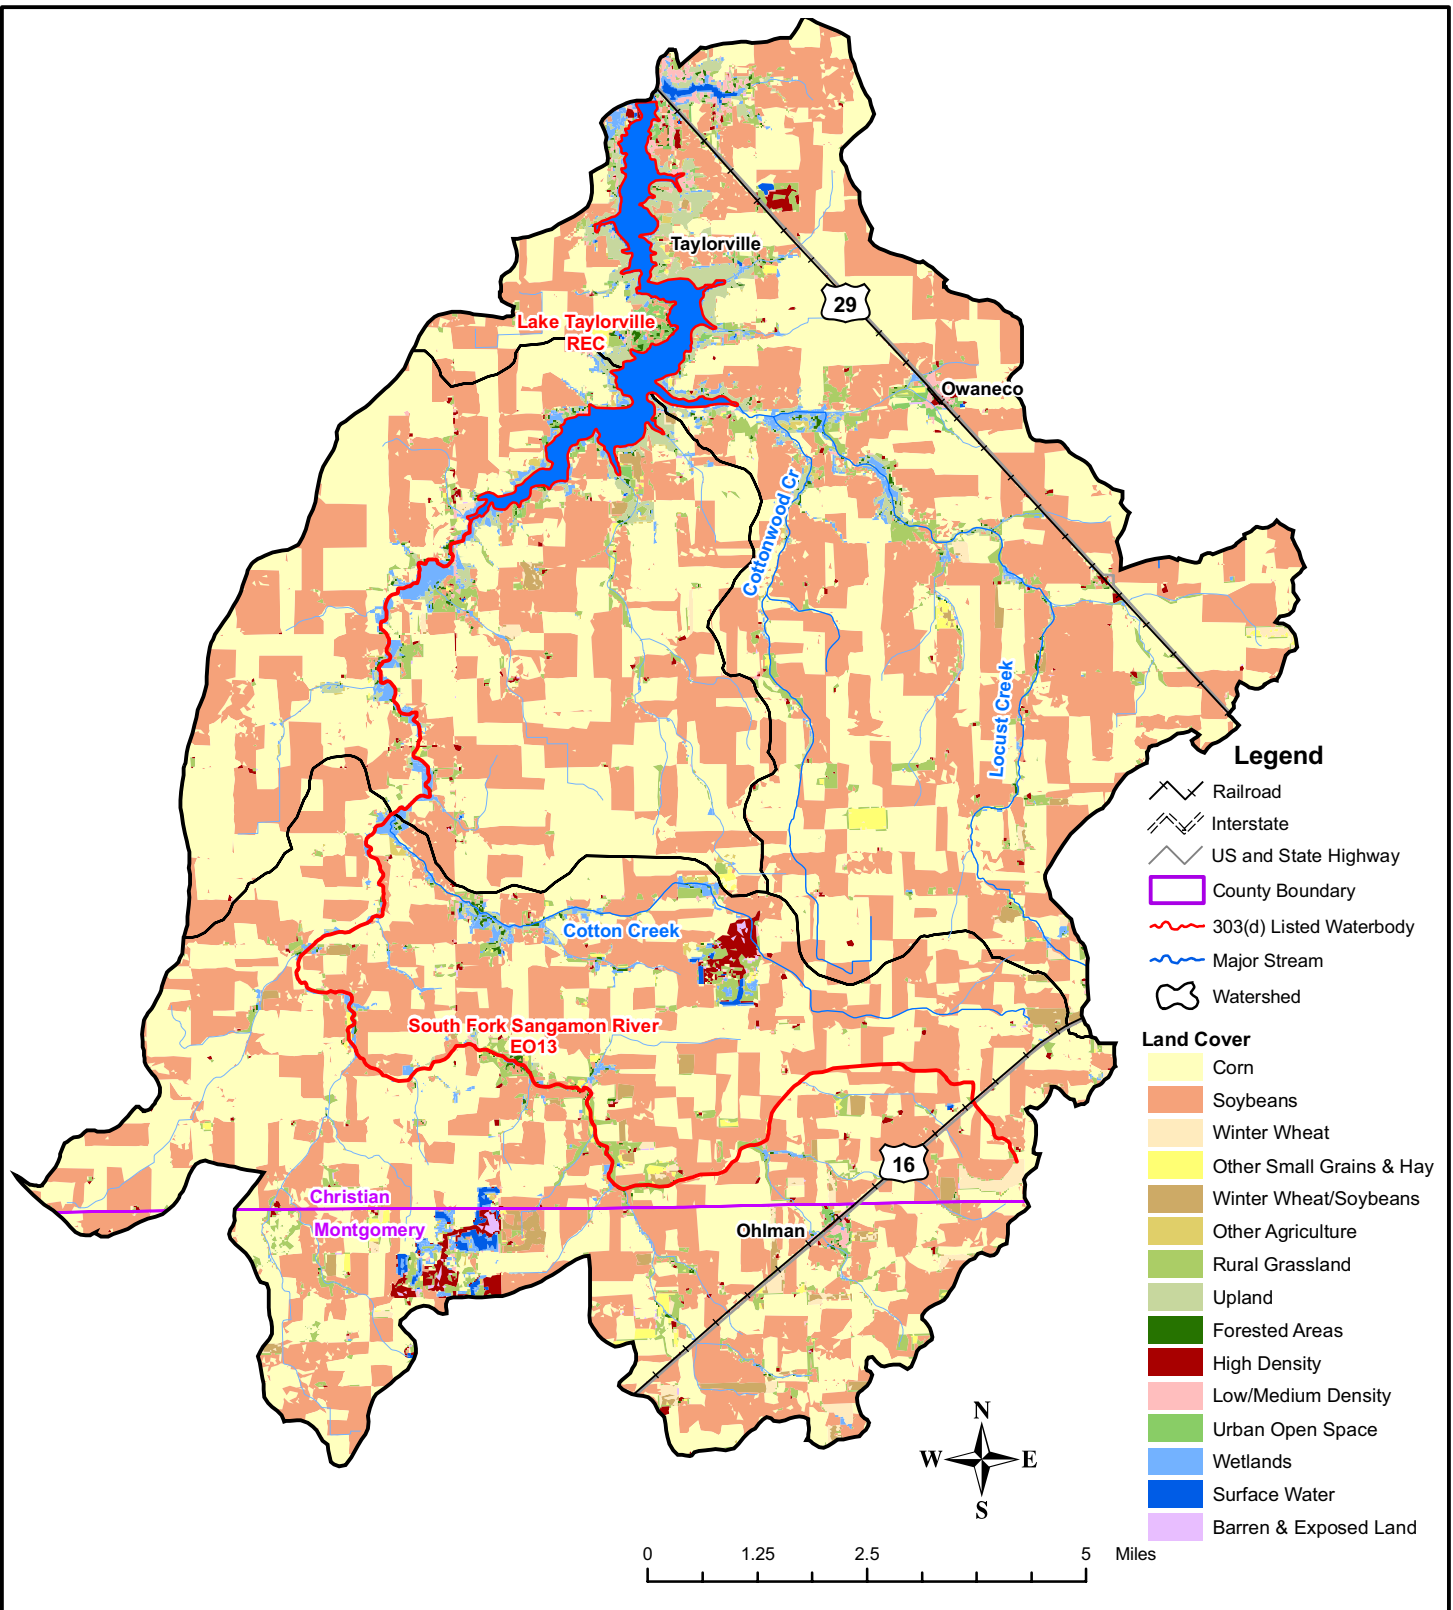 Taylorville
29
Lake Taylorville
REC
Owaneco
Cottonwood Cr
Locust Creek
Cotton Creek
South Fork Sangamon River
EO13
16
Christian
Montgomery
Ohlman
Legend
Railroad
Interstate
US and State Highway
County Boundary
303(d) Listed Waterbody
Major Stream
Watershed
Land Cover
Corn
Soybeans
Winter Wheat
Other Small Grains & Hay
Winter Wheat/Soybeans
Other Agriculture
Rural Grassland
Upland
Forested Areas
High Density
Low/Medium Density
Urban Open Space
Wetlands
Surface Water
Barren & Exposed Land
N
W E
S
0 1.25 2.5 5 Miles